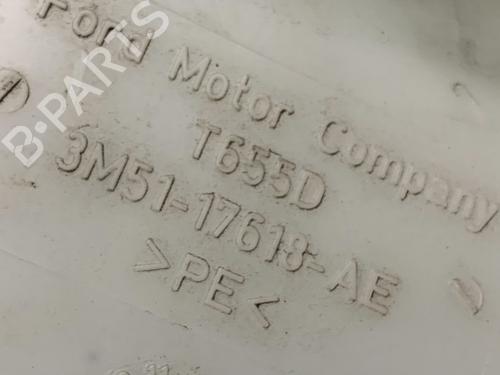 B-PARTS
Ford Motor Company
T655D
3M51-17618-AE
>PE<